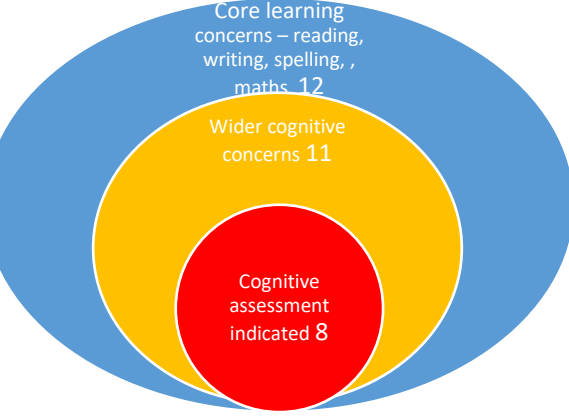 Core learning
concerns – reading,
writing, spelling, ,
maths 12
Wider cognitive
concerns 11
Cognitive
assessment
indicated 8